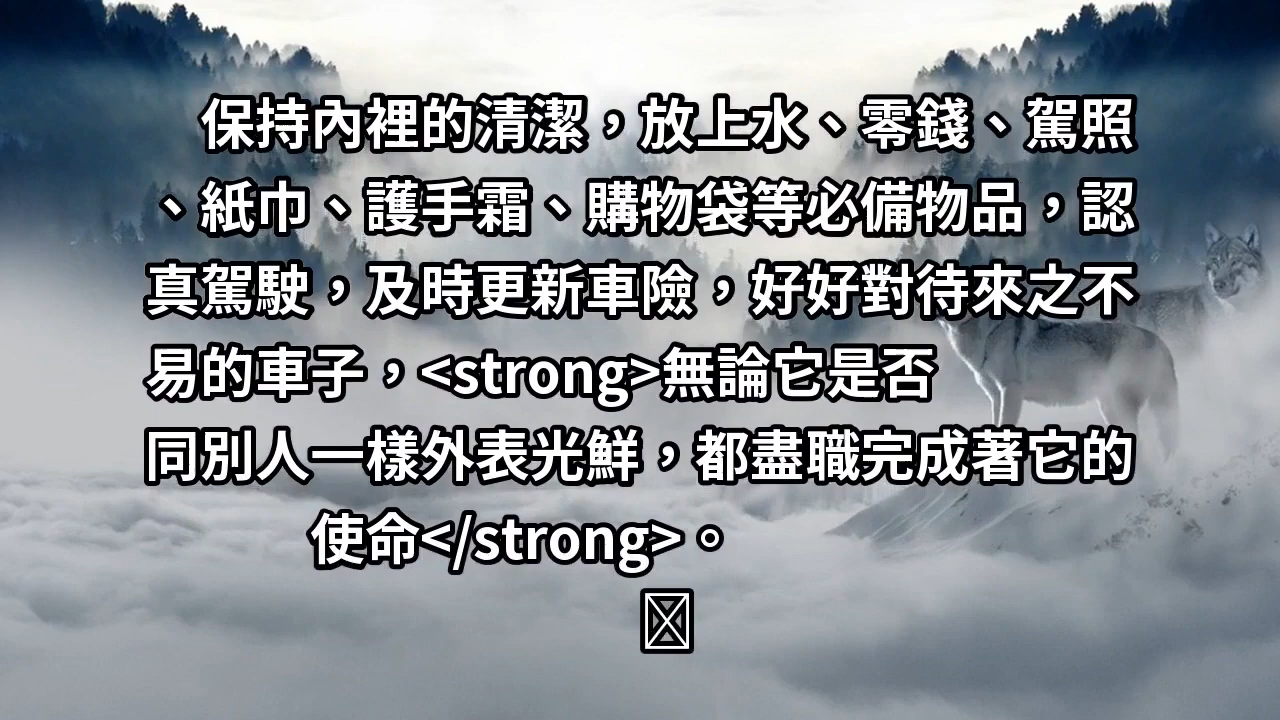 保持內裡的清潔，放上水、零錢、駕照
、紙巾、護手霜、購物袋等必備物品，認
真駕駛，及時更新車險，好好對待來之不
易的車子，<strong>無論它是否
同別人一樣外表光鮮，都盡職完成著它的
使命</strong>。